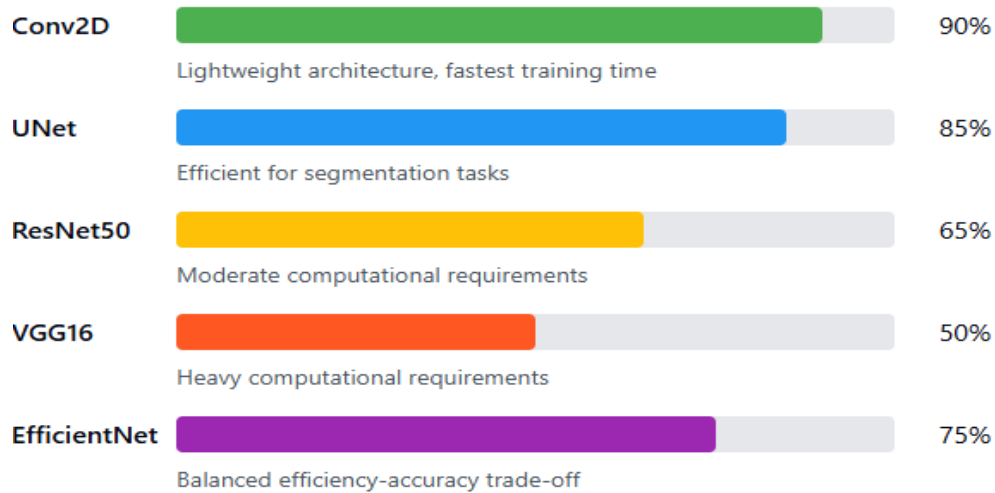 Conv2D 90%
Lightweight architecture, fastest training time
UNet 85%
Efficient for segmentation tasks
ResNet50 65%
Moderate computational requirements
VGG16 50%
Heavy computational requirements
EfficientNet 75%
Balanced efficiency-accuracy trade-off